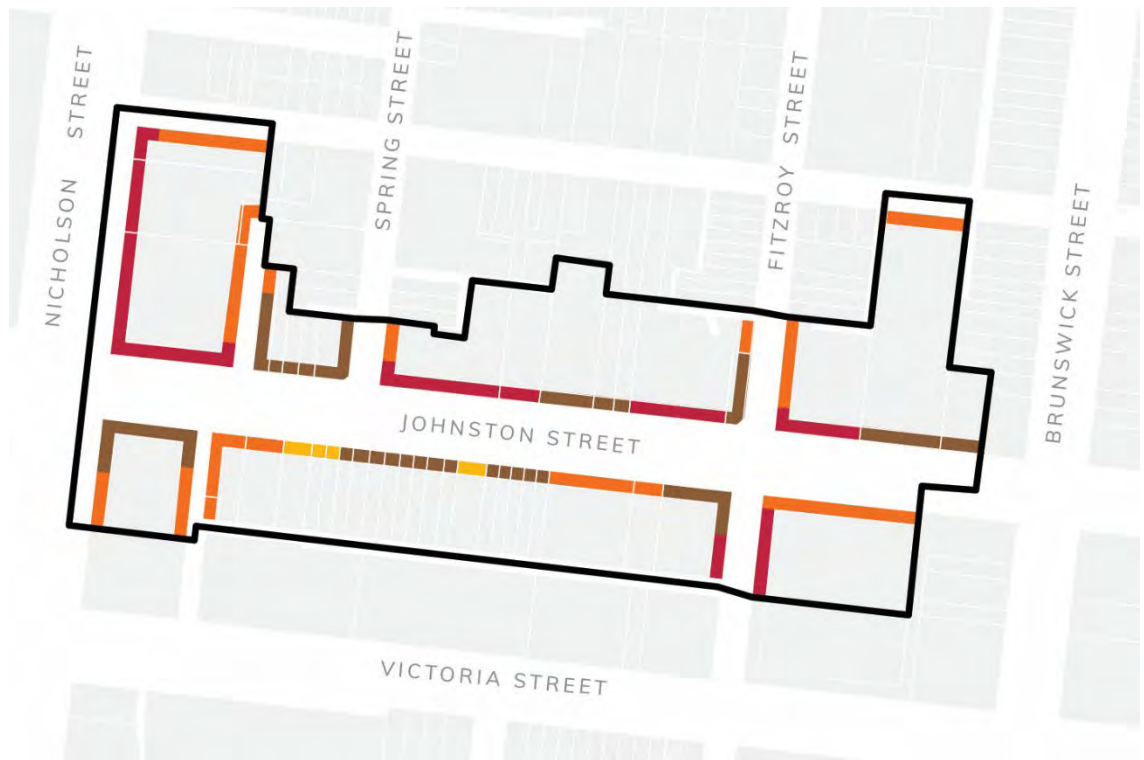 NICHOLSON STREET
SPRING STREET
FITZROY STREET
BRUNSWICK STREET
JOHNSTON STREET
VICTORIA STREET